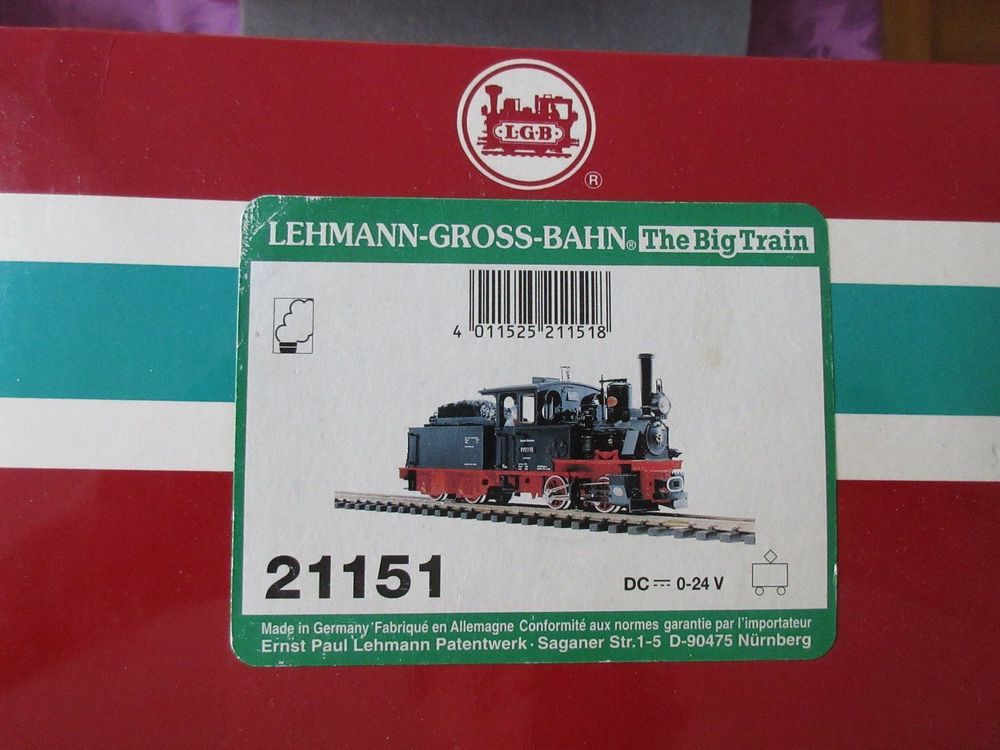 L·G·B
®
LEHMANN-GROSS-BAHN® The Big Train
4 011525 211518
21151
DC 0-24 V
Made in Germany Fabriqué en Allemagne Conformité aux normes garantie par l'importateur
Ernst Paul Lehmann Patentwerk · Saganer Str.1-5 D-90475 Nürnberg